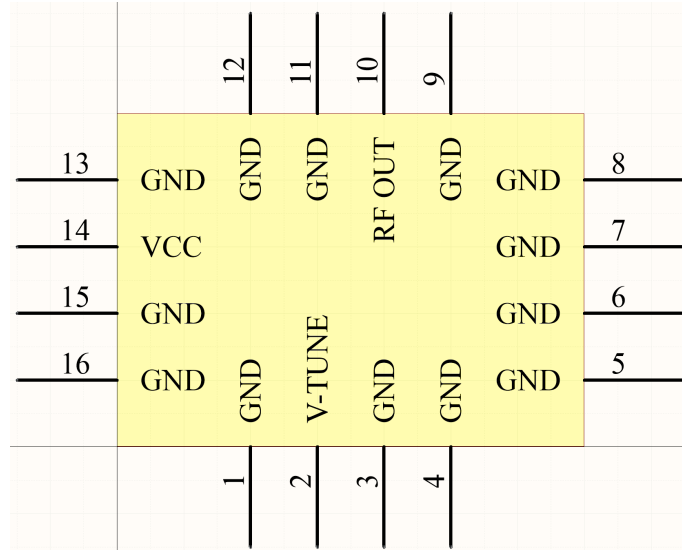 12 11 10 9
GND GND RF OUT GND
13 GND GND 8
14 VCC GND 7
15 GND GND 6
16 GND GND 5
GND V-TUNE GND GND
1 2 3 4